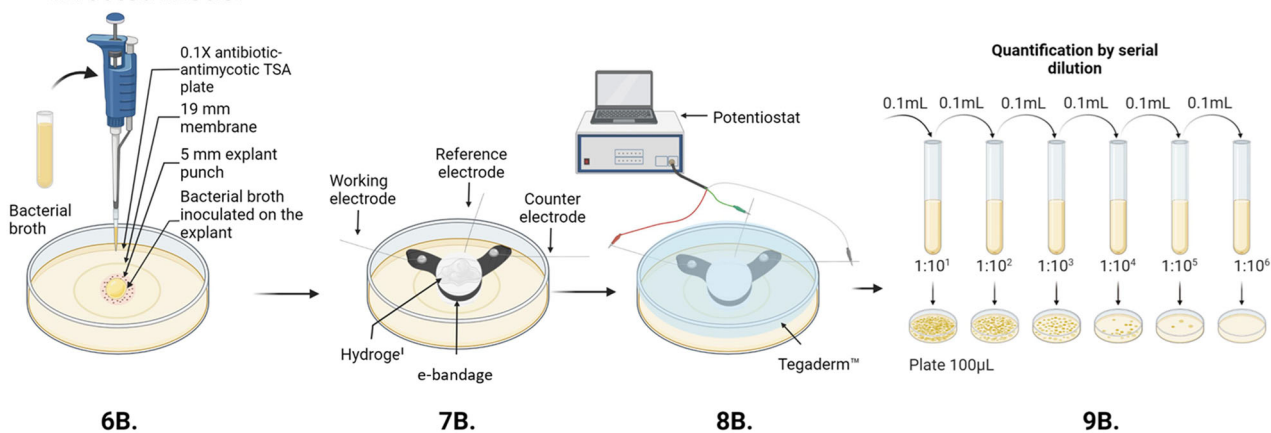 0.1X antibiotic-
antimycotic TSA
plate
19 mm
membrane
5 mm explant
punch
Bacterial broth
inoculated on the
explant
Bacterial
broth
6B.
Working
electrode
Reference
electrode
Counter
electrode
Hydrogel
e-bandage
7B.
Potentiostat
Tegaderm™
8B.
Quantification by serial
dilution
0.1mL 0.1mL 0.1mL 0.1mL 0.1mL 0.1mL
1:10¹ 1:10² 1:10³ 1:10⁴ 1:10⁵ 1:10⁶
Plate 100µL
9B.